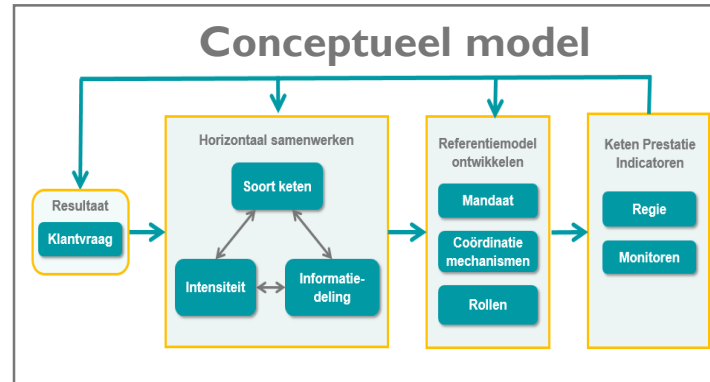 Conceptueel model
Resultaat
Klantvraag
Horizontaal samenwerken
Soort keten
Intensiteit
Informatie-
deling
Referentiemodel
ontwikkelen
Mandaat
Coördinatie
mechanismen
Rollen
Keten Prestatie
Indicatoren
Regie
Monitoren